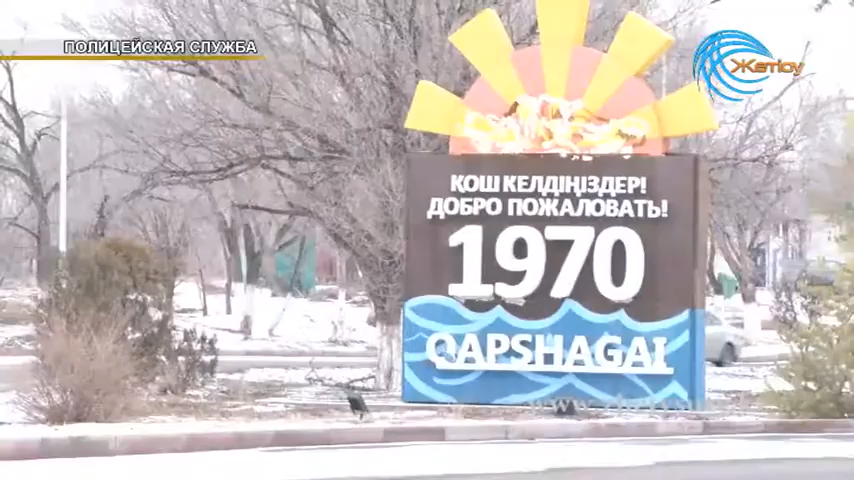 ПОЛИЦЕЙСКАЯ СЛУЖБА
Жетісу
ҚОШ КЕЛДІҢІЗДЕР!
ДОБРО ПОЖАЛОВАТЬ!
1970
QAPSHAGAI